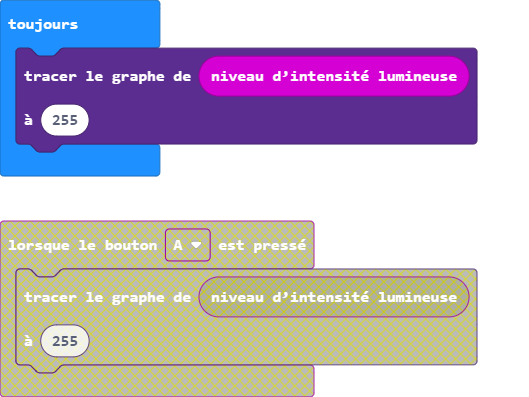 toujours
tracer le graphe de niveau d’intensité lumineuse
à 255
lorsque le bouton A est pressé
tracer le graphe de niveau d’intensité lumineuse
à 255